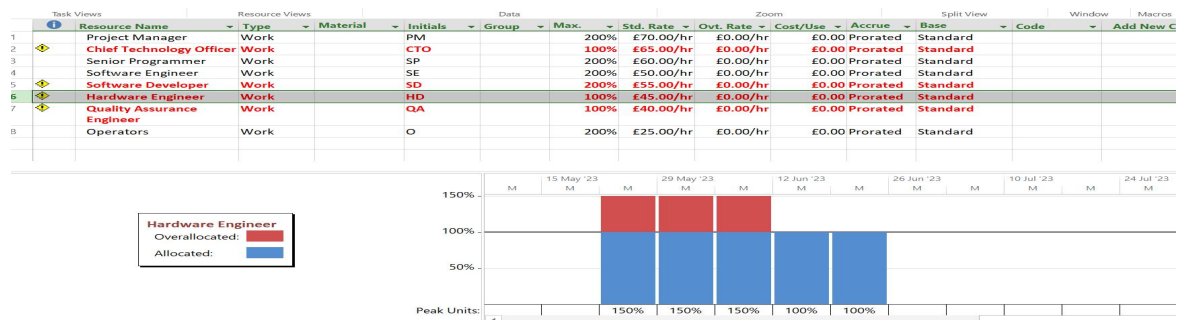 Task Views Resource Views Data Zoom Split View Window Macros
Resource Name Type Material Initials Group Max. Std. Rate Ovt. Rate Cost/Use Accrue Base Code Add New C
1 Project Manager Work PM 200% £70.00/hr £0.00/hr £0.00 Prorated Standard
2 Chief Technology Officer Work CTO 100% £65.00/hr £0.00/hr £0.00 Prorated Standard
3 Senior Programmer Work SP 200% £60.00/hr £0.00/hr £0.00 Prorated Standard
4 Software Engineer Work SE 200% £50.00/hr £0.00/hr £0.00 Prorated Standard
5 Software Developer Work SD 200% £55.00/hr £0.00/hr £0.00 Prorated Standard
6 Hardware Engineer Work HD 100% £45.00/hr £0.00/hr £0.00 Prorated Standard
7 Quality Assurance Work QA 100% £40.00/hr £0.00/hr £0.00 Prorated Standard
Engineer
8 Operators Work O 200% £25.00/hr £0.00/hr £0.00 Prorated Standard
15 May '23 29 May '23 12 Jun '23 26 Jun '23 10 Jul '23 24 Jul '23
M M M M M M M M M M M M
150%
Hardware Engineer
Overallocated:
100%
Allocated:
50%
Peak Units: 150% 150% 150% 100% 100%